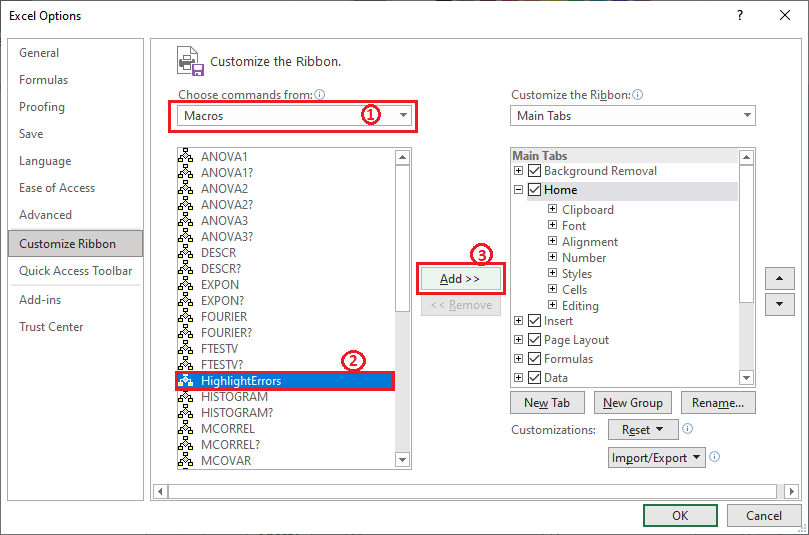 Excel Options
?
General
Formulas
Proofing
Save
Language
Ease of Access
Advanced
Customize Ribbon
Quick Access Toolbar
Add-ins
Trust Center
Customize the Ribbon.
Choose commands from:
Macros
1
ANOVA1
ANOVA1?
ANOVA2
ANOVA2?
ANOVA3
ANOVA3?
DESCR
DESCR?
EXPON
EXPON?
FOURIER
FOURIER?
FTESTV
FTESTV?
2
HighlightErrors
HISTOGRAM
HISTOGRAM?
MCORREL
MCORREL?
MCOVAR
3
Add >>
<< Remove
Customize the Ribbon:
Main Tabs
Main Tabs
Background Removal
Home
Clipboard
Font
Alignment
Number
Styles
Cells
Editing
Insert
Page Layout
Formulas
Data
New Tab New Group Rename...
Customizations: Reset
Import/Export
OK Cancel